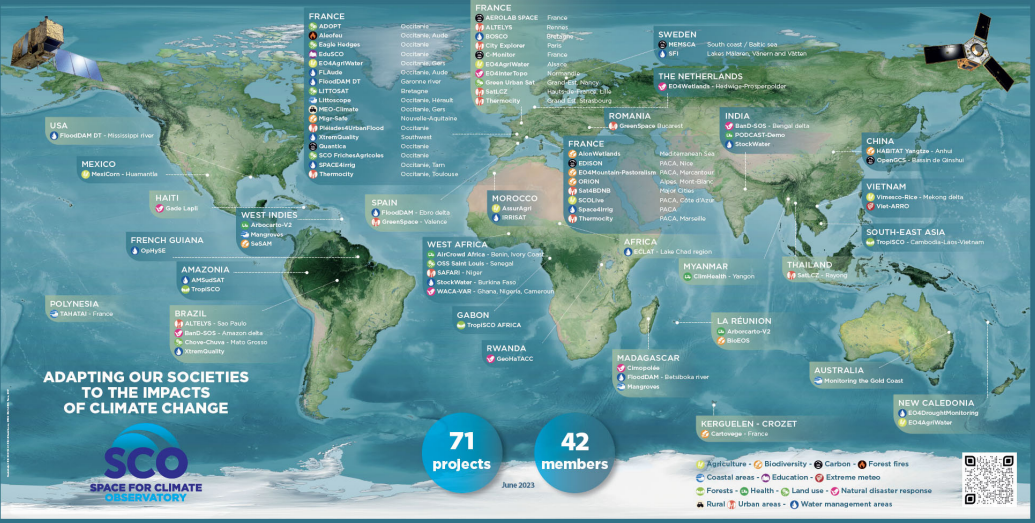 FRANCE
ADOPT Occitanie
Aleofeu Occitanie, Aude
Eagle Hedges Occitanie
EduSCO Occitanie
EO4AgriWater Occitanie, Gers
FLAude Occitanie, Aude
FloodDAM DT Garonne river
LITTOSAT Bretagne
Littoscope Occitanie, Hérault
MEO-Climate Occitanie, Gers
Migr-Safe Nouvelle-Aquitaine
Pléiades4UrbanFlood Occitanie
XtremQuality Southwest
Quantica Occitanie
SCO FrichesAgricoles Occitanie
SPACE4irrig Occitanie, Tarn
Thermocity Occitanie, Toulouse
FRANCE
AEROLAB SPACE France
ALTELYS Rennes
BOSCO Bretagne
City Explorer Paris
C-Monitor France
EO4AgriWater Alsace
EO4InterTopo Normandie
Green Urban Sat Grand-Est, Nancy
SatLCZ Hauts-de-France, Lille
Thermocity Grand Est, Strasbourg
SWEDEN
MEMSCA South coast / Baltic sea
SFI Lakes Mälaren, Vänern and Vätten
THE NETHERLANDS
EO4Wetlands - Hedwige-Prosperpolder
ROMANIA
GreenSpace Bucarest
INDIA
BanD-SOS - Bengal delta
PODCAST-Demo
StockWater
CHINA
HABITAT Yangtze - Anhui
OpenGCS - Bassin de Qinshui
USA
FloodDAM DT - Mississippi river
MEXICO
MexiCorn - Huamantle
HAITI
Gade Lapli
WEST INDIES
Arbocarto-V2
Mangroves
SeSAM
FRANCE
AlonWetlands Mediterranean Sea
EDISON PACA, Nice
EO4Mountain-Pastoralism PACA, Mercantour
ORION Alpes, Mont-Blanc
Sat4BDNB Major Cities
SCOLive PACA, Côte d'Azur
Space4Irrig PACA
Thermocity PACA, Marseille
SPAIN
FloodDAM - Ebro delta
GreenSpace - Valence
MOROCCO
AssurAgri
IRRISAT
VIETNAM
Vimesco-Rice - Mekong delta
Viet-ARRO
SOUTH-EAST ASIA
TropiSCO - Cambodia-Laos-Vietnam
FRENCH GUIANA
OpHySE
AMAZONIA
AMSudSAT
TropiSCO
WEST AFRICA
AirCrowd Africa - Benin, Ivory Coast
OSS Saint Louis - Senegal
SAFARI - Niger
StockWater - Burkina Faso
WACA-VAR - Ghana, Nigeria, Cameroun
AFRICA
ECLAT - Lake Chad region
MYANMAR
ClimHealth - Yangon
THAILAND
SatLCZ - Rayong
POLYNESIA
TAHATAI - France
BRAZIL
ALTELYS - Sao Paulo
BanD-SOS - Amazon delta
Chove-Chuva - Mato Grosso
XtremQuality
GABON
TropiSCO AFRICA
RWANDA
GeoHaTACC
LA RÉUNION
Arborcarto-V2
BioEOS
MADAGASCAR
Cimopolée
FloodDAM - Betsiboka river
Mangroves
AUSTRALIA
Monitoring the Gold Coast
NEW CALEDONIA
EO4DroughtMonitoring
EO4AgriWater
KERGUELEN - CROZET
Cartovege - France
ADAPTING OUR SOCIETIES
TO THE IMPACTS
OF CLIMATE CHANGE
SCO
SPACE FOR CLIMATE
OBSERVATORY
71
projects
42
members
June 2023
Agriculture - Biodiversity - Carbon - Forest fires
Coastal areas - Education - Extreme meteo
Forests - Health - Land use - Natural disaster response
Rural Urban areas - Water management areas